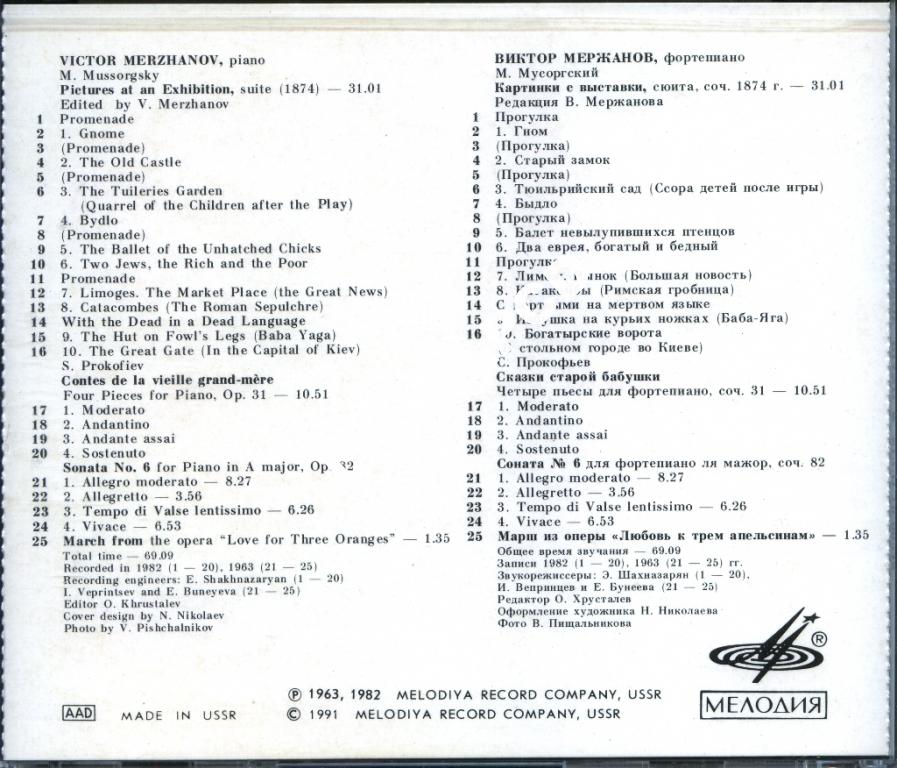 VICTOR MERZHANOV, piano
M. Mussorgsky
Pictures at an Exhibition, suite (1874) — 31.01
Edited by V. Merzhanov
1 Promenade
2 1. Gnome
3 (Promenade)
4 2. The Old Castle
5 (Promenade)
6 3. The Tuileries Garden
(Quarrel of the Children after the Play)
7 4. Bydlo
8 (Promenade)
9 5. The Ballet of the Unhatched Chicks
10 6. Two Jews, the Rich and the Poor
11 Promenade
12 7. Limoges. The Market Place (the Great News)
13 8. Catacombes (The Roman Sepulchre)
14 With the Dead in a Dead Language
15 9. The Hut on Fowl's Legs (Baba Yaga)
16 10. The Great Gate (In the Capital of Kiev)
S. Prokofiev
Contes de la vieille grand-mère
Four Pieces for Piano, Op. 31 — 10.51
17 1. Moderato
18 2. Andantino
19 3. Andante assai
20 4. Sostenuto
Sonata No. 6 for Piano in A major, Op.
21 1. Allegro moderato — 8.27
22 2. Allegretto — 3.56
23 3. Tempo di Valse lentissimo — 6.26
24 4. Vivace — 6.53
25 March from the opera "Love for Three Oranges" — 1.35
Total time — 69.09
Recorded in 1982 (1 — 20), 1963 (21 — 25)
Recording engineers: E. Shakhnazaryan (1 — 20)
I. Veprintsev and E. Buneyeva (21 — 25)
Editor O. Khrustalev
Cover design by N. Nikolaev
Photo by V. Pishchalnikov
ВИКТОР МЕРЖАНОВ, фортепиано
М. Мусоргский
Картинки с выставки, сюита, соч. 1874 г. — 31.01
Редакция В. Мержанова
1 Прогулка
2 1. Гном
3 (Прогулка)
4 2. Старый замок
5 (Прогулка)
6 3. Тюильрийский сад (Ссора детей после игры)
7 4. Быдло
8 (Прогулка)
9 5. Балет невылупившихся птенцов
10 6. Два еврея, богатый и бедный
11
12 7. (Большая новость)
13 8. (Римская гробница)
14 на мертвом языке
15 на курьих ножках (Баба-Яга)
16 Богатырские ворота
стольном городе во Киеве)
С. Прокофьев
Сказки старой бабушки
Четыре пьесы для фортепиано, соч. 31 — 10.51
17 1. Moderato
18 2. Andantino
19 3. Andante assai
20 4. Sostenuto
Соната № 6 для фортепиано ля мажор, соч. 82
21 1. Allegro moderato — 8.27
22 2. Allegretto — 3.56
23 3. Tempo di Valse lentissimo — 6.26
24 4. Vivace — 6.53
25 Марш из оперы «Любовь к трем апельсинам» — 1.35
Общее время звучания — 69.09
Записи 1982 (1 — 20), 1963 (21 — 25) гг.
Звукорежиссеры: Э. Шахназарян (1 — 20),
И. Вепринцев и Е. Бунеева (21 — 25)
Редактор О. Хрусталев
Оформление художника Н. Николаева
Фото В. Пищальникова
®
МЕЛОДИЯ
AAD MADE IN USSR
℗ 1963, 1982 MELODIYA RECORD COMPANY, USSR
© 1991 MELODIYA RECORD COMPANY, USSR